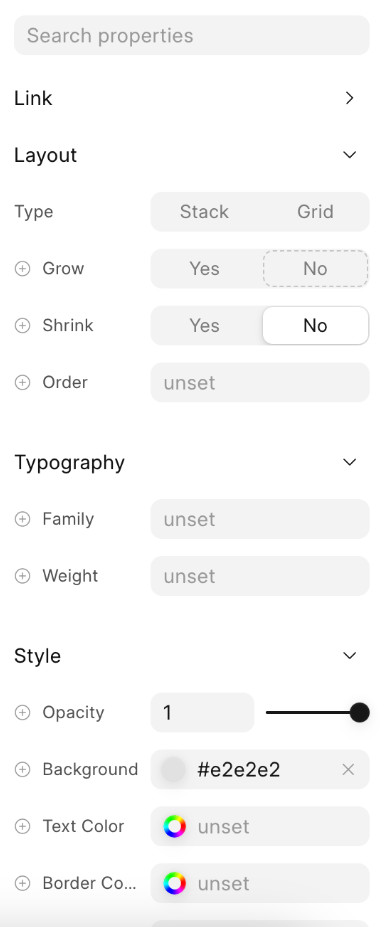 Search properties
Link
Layout
Type Stack Grid
Grow Yes No
Shrink Yes No
Order unset
Typography
Family unset
Weight unset
Style
Opacity 1
Background #e2e2e2
Text Color unset
Border Co... unset